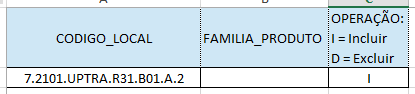 CODIGO_LOCAL
FAMILIA_PRODUTO
OPERAÇÃO:
I = Incluir
D = Excluir
7.2101.UPTRA.R31.B01.A.2
I